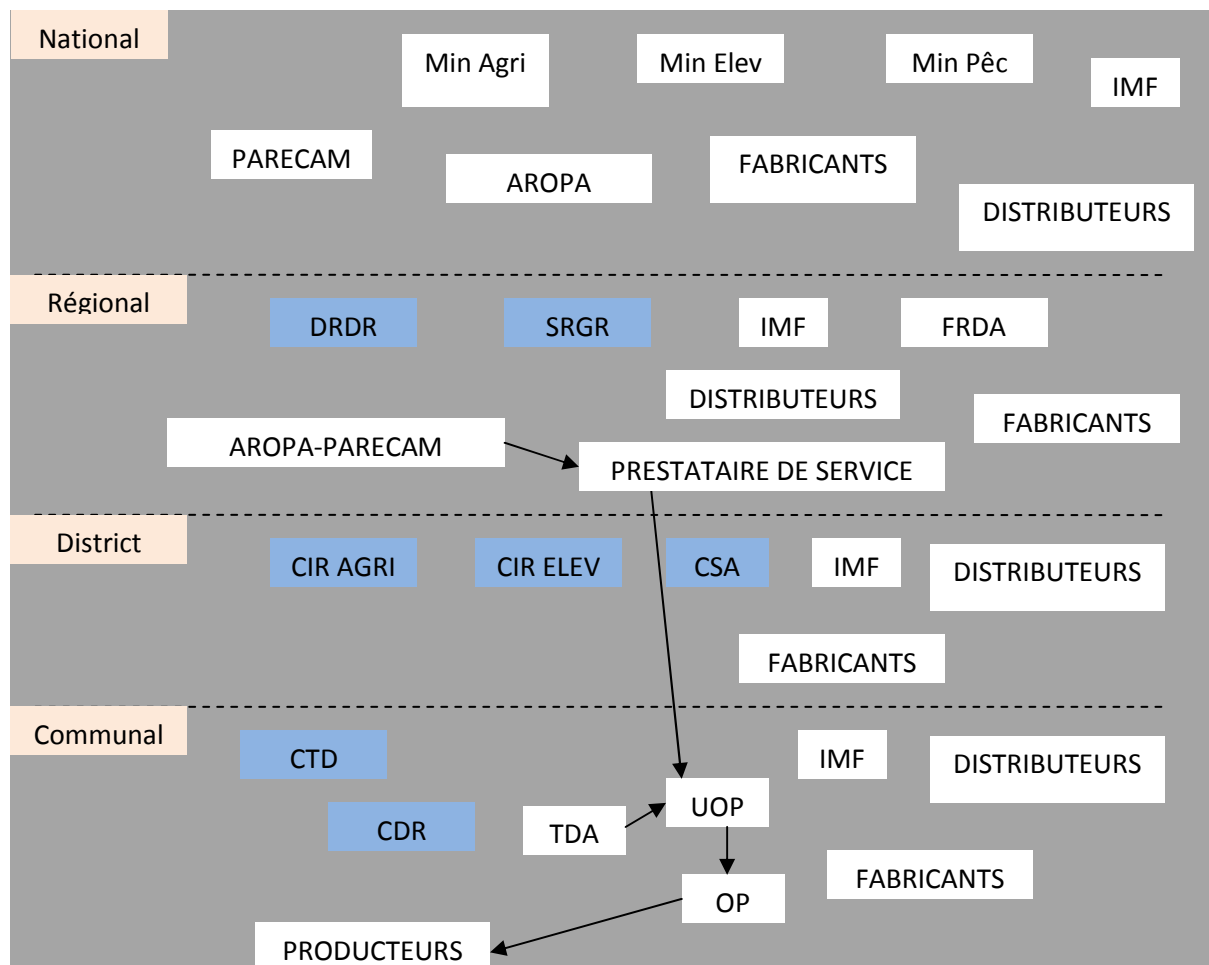 National
Min Agri
Min Elev
Min Pêc
IMF
PARECAM
AROPA
FABRICANTS
DISTRIBUTEURS
Régional
DRDR
SRGR
IMF
FRDA
DISTRIBUTEURS
FABRICANTS
AROPA-PARECAM
PRESTATAIRE DE SERVICE
District
CIR AGRI
CIR ELEV
CSA
IMF
DISTRIBUTEURS
FABRICANTS
Communal
CTD
IMF
DISTRIBUTEURS
UOP
CDR
TDA
FABRICANTS
OP
PRODUCTEURS